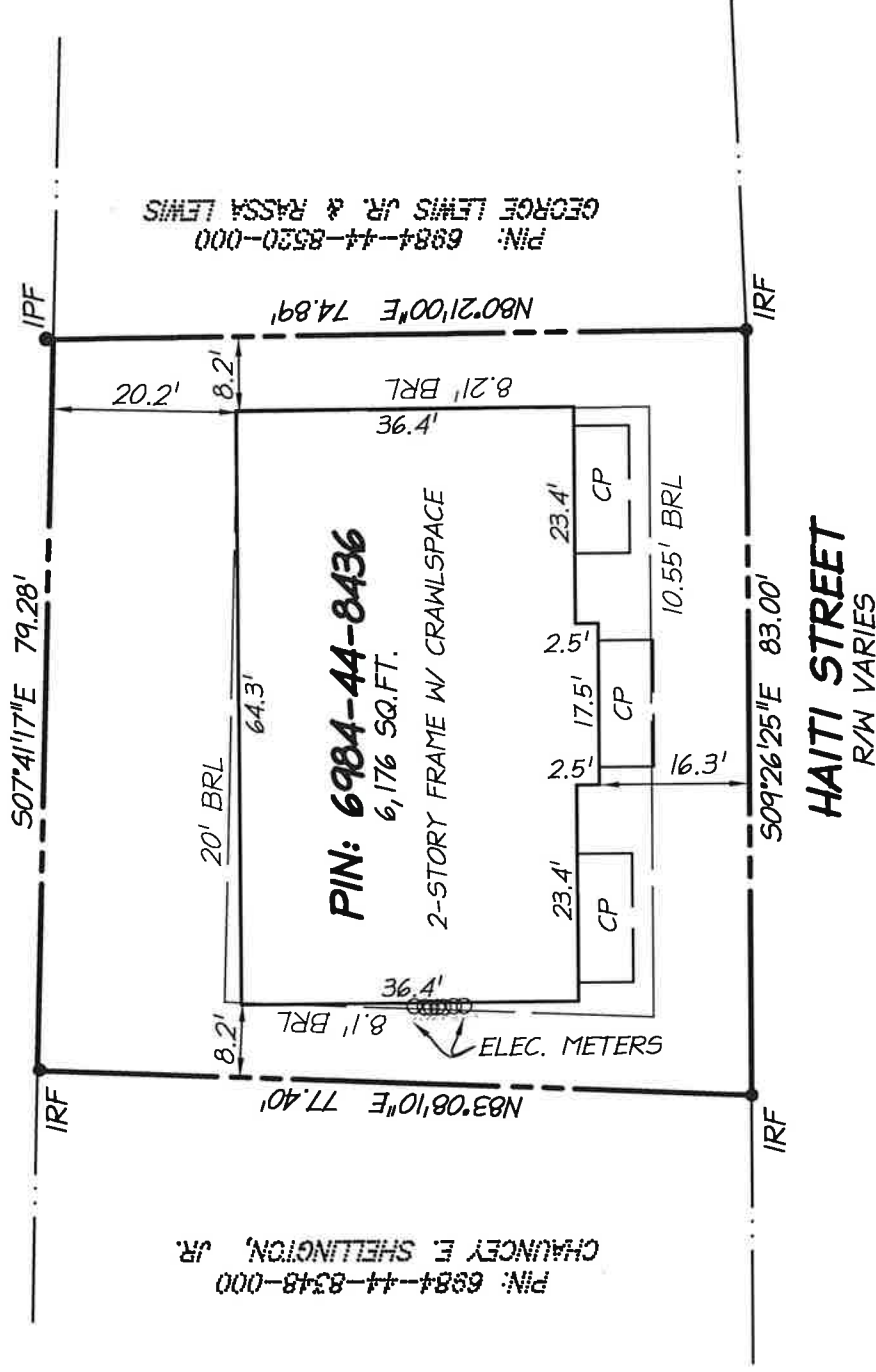 IPF
S07°41'17"E 79.28'
IRF
PIN: 6984-44-8520-000
GEORGE LEWIS JR. & RASSA LEWIS
N80°21'00"E 74.89'
20.2'
8.2'
8.21' BRL
36.4'
20' BRL
64.3'
PIN: 6984-44-8436
6,176 SQ.FT.
2-STORY FRAME W/ CRAWLSPACE
23.4'
CP
2.5'
17.5'
CP
2.5'
23.4'
CP
10.55' BRL
16.3'
36.4'
8.1' BRL
8.2'
ELEC. METERS
N83°08'10"E 77.40'
IRF
IRF
PIN: 6984-44-8348-000
CHAUNCEY E. SHELLINGTON, JR.
S09°26'25"E 83.00'
HAITI STREET
R/W VARIES